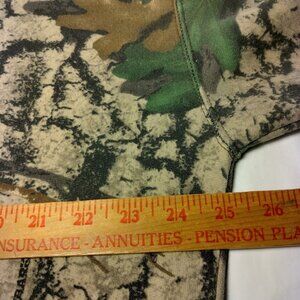 21 22 23 24 25 26
INSURANCE - ANNUITIES - PENSION PLA